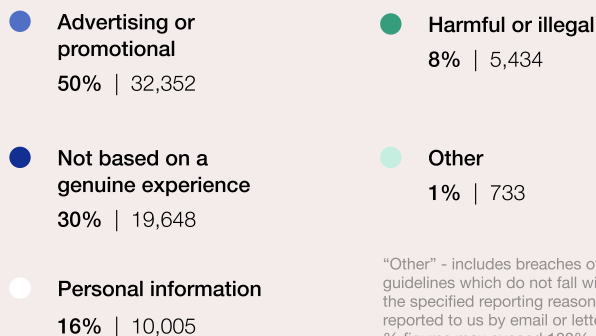 Advertising or
promotional
50% | 32,352
Not based on a
genuine experience
30% | 19,648
Personal information
16% | 10,005
Harmful or illegal
8% | 5,434
Other
1% | 733
“Other” - includes breaches
guidelines which do not fall
the specified reporting
reported to us by email or